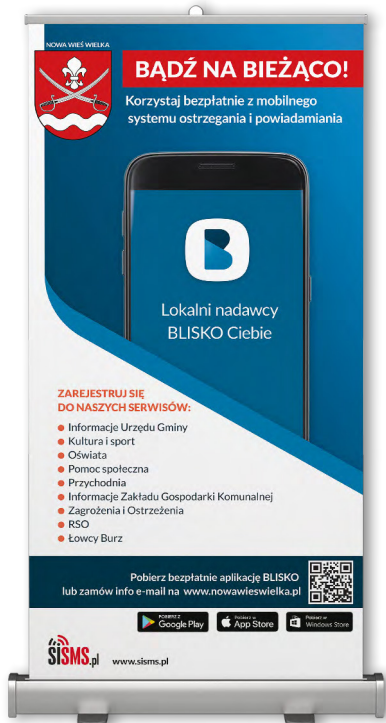 NOWA WIEŚ WIELKA
BĄDŹ NA BIEŻĄCO!
Korzystaj bezpłatnie z mobilnego
systemu ostrzegania i powiadamiania
B
Lokalni nadawcy
BLISKO Ciebie
ZAREJESTRUJ SIĘ
DO NASZYCH SERWISÓW:
Informacje Urzędu Gminy
Kultura i sport
Oświata
Pomoc społeczna
Przychodnia
Informacje Zakładu Gospodarki Komunalnej
Zagrożenia i Ostrzeżenia
RSO
Łowcy Burz
Pobierz bezpłatnie aplikację BLISKO
lub zamów info e-mail na www.nowawieswielka.pl
POBIERZ Z
Google Play
Pobierz w
App Store
Pobierz w
Windows Store
SISMS.pl
www.sisms.pl